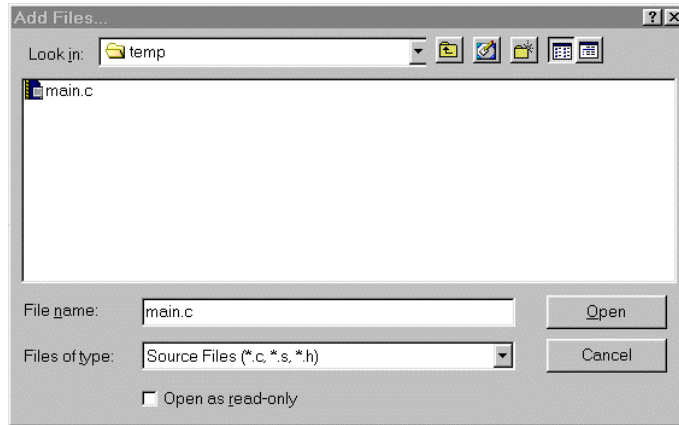 Add Files...
Look in: temp
main.c
File name: main.c Open
Files of type: Source Files (*.c, *.s, *.h) Cancel
Open as read-only